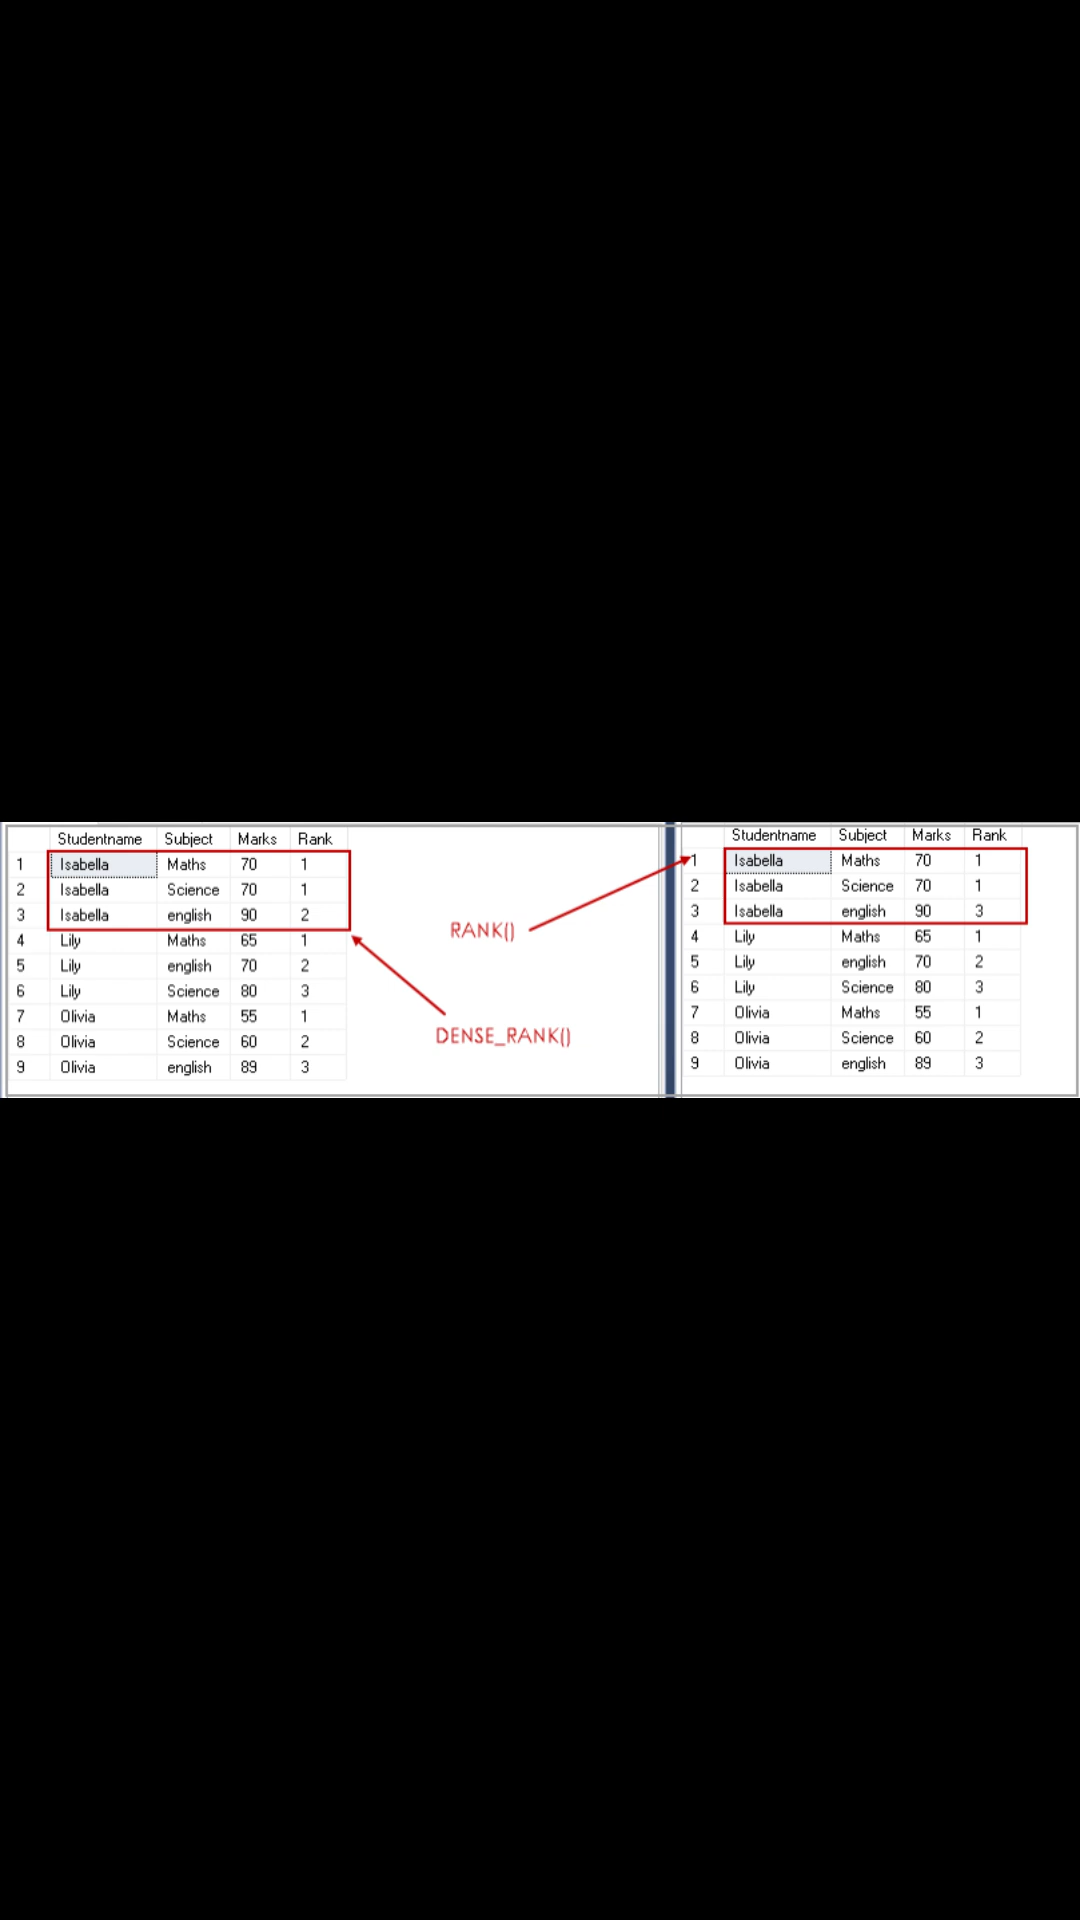 Studentname Subject Marks Rank
1 Isabella Maths 70 1
2 Isabella Science 70 1
3 Isabella english 90 2
4 Lily Maths 65 1
5 Lily english 70 2
6 Lily Science 80 3
7 Olivia Maths 55 1
8 Olivia Science 60 2
9 Olivia english 89 3
RANK()
DENSE_RANK()
Studentname Subject Marks Rank
1 Isabella Maths 70 1
2 Isabella Science 70 1
3 Isabella english 90 3
4 Lily Maths 65 1
5 Lily english 70 2
6 Lily Science 80 3
7 Olivia Maths 55 1
8 Olivia Science 60 2
9 Olivia english 89 3